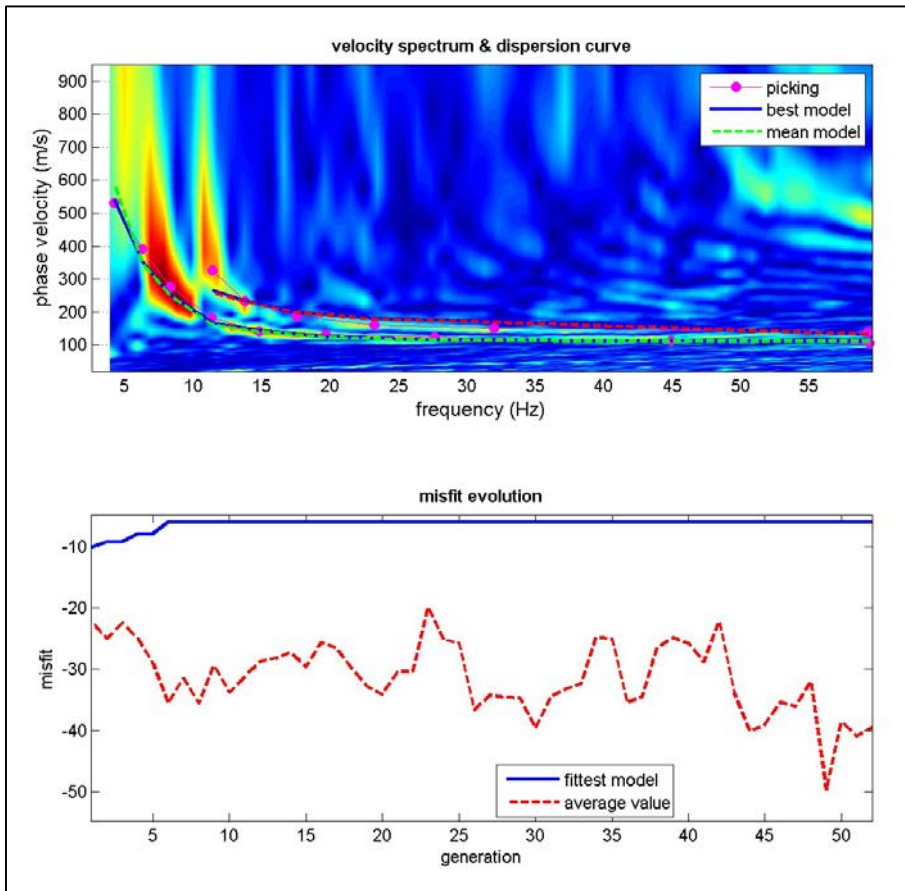 velocity spectrum & dispersion curve
900
800
700
600
500
400
300
200
100
phase velocity (m/s)
picking
best model
mean model
5 10 15 20 25 30 35 40 45 50 55
frequency (Hz)
misfit evolution
-10
-20
-30
-40
-50
misfit
fittest model
average value
5 10 15 20 25 30 35 40 45 50
generation